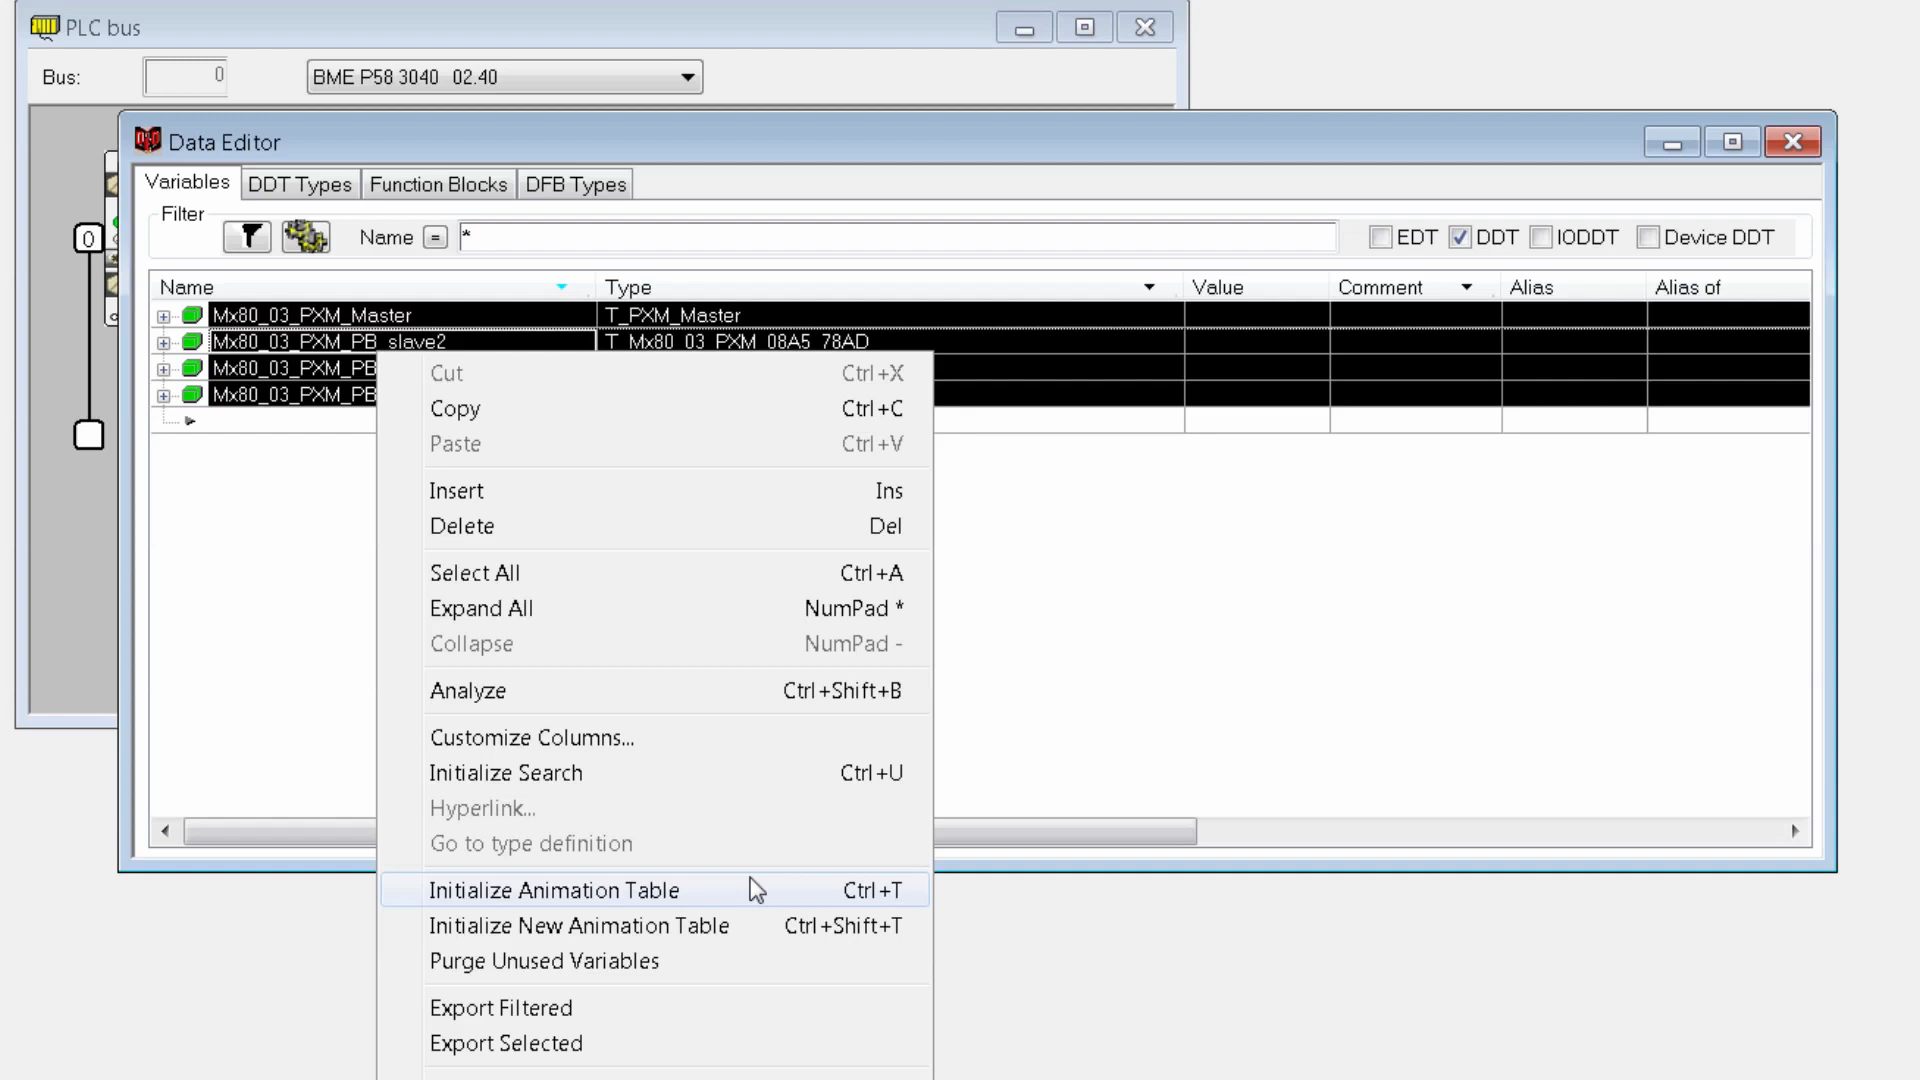 PLC bus
Bus: 0 BME P58 3040 02.40
Data Editor
Variables DDT Types Function Blocks DFB Types
Filter
Name = * EDT DDT IODDT Device DDT
Name Type Value Comment Alias Alias of
Mx80_03_PXM_Master T_PXM_Master
Mx80_03_PXM_PB_slave2 T_Mx80_03_PXM_08A5_78AD
Mx80_03_PXM_PB
Mx80_03_PXM_PB
0
Cut Ctrl+X
Copy Ctrl+C
Paste Ctrl+V
Insert Ins
Delete Del
Select All Ctrl+A
Expand All NumPad *
Collapse NumPad -
Analyze Ctrl+Shift+B
Customize Columns...
Initialize Search Ctrl+U
Hyperlink...
Go to type definition
Initialize Animation Table Ctrl+T
Initialize New Animation Table Ctrl+Shift+T
Purge Unused Variables
Export Filtered
Export Selected